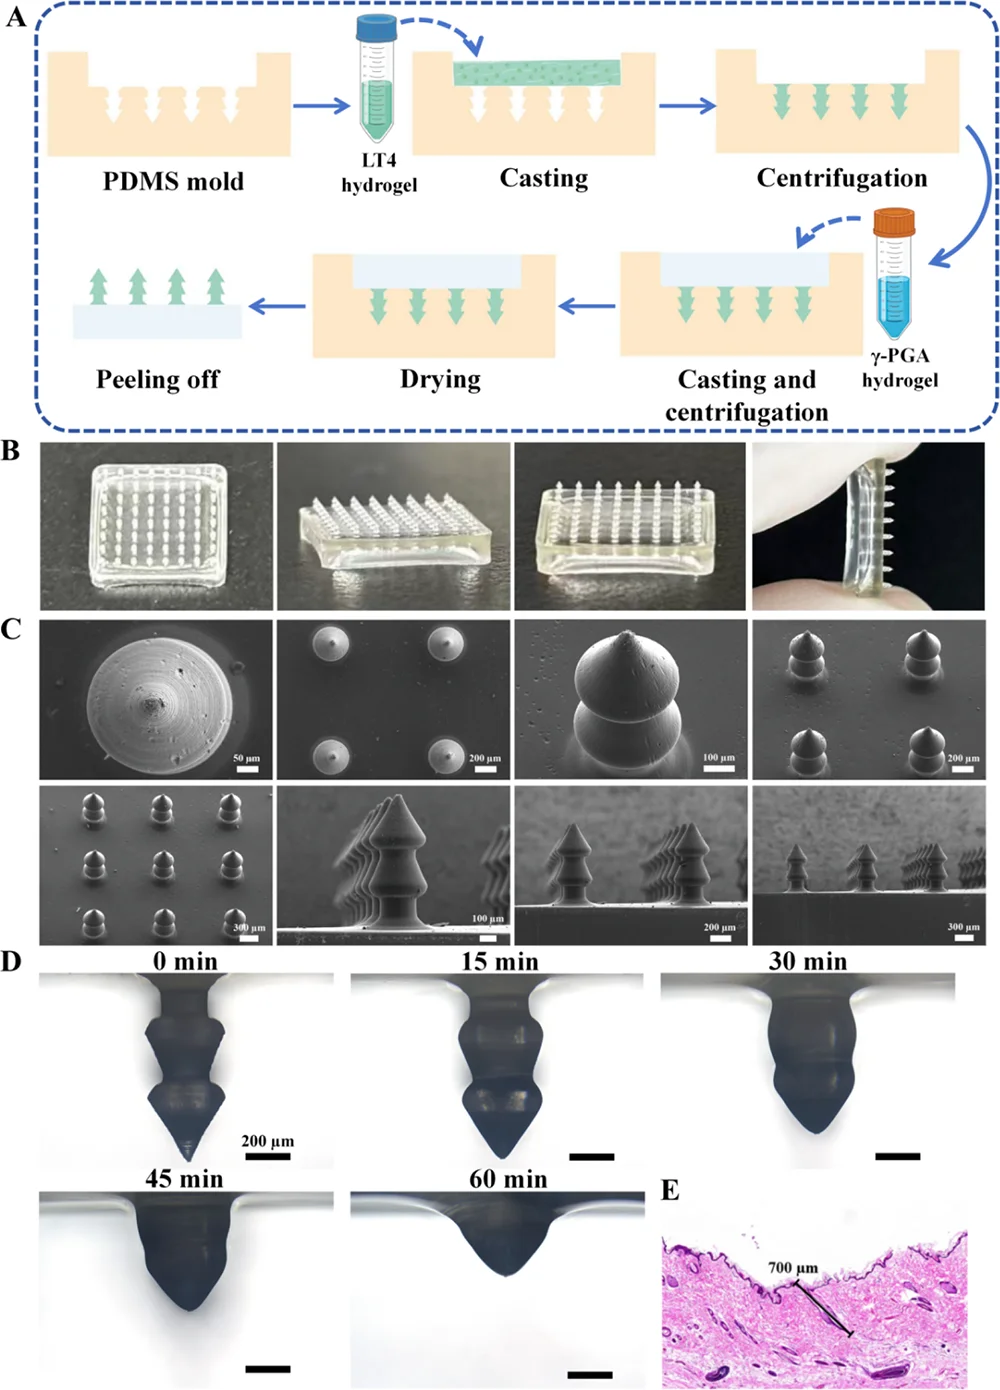 A
LT4
hydrogel
PDMS mold
Casting
Centrifugation
Peeling off
Drying
Casting and
centrifugation
γ-PGA
hydrogel
B
C
50 μm
200 μm
100 μm
200 μm
300 μm
100 μm
200 μm
300 μm
D
0 min
15 min
30 min
200 μm
45 min
60 min
E
700 μm